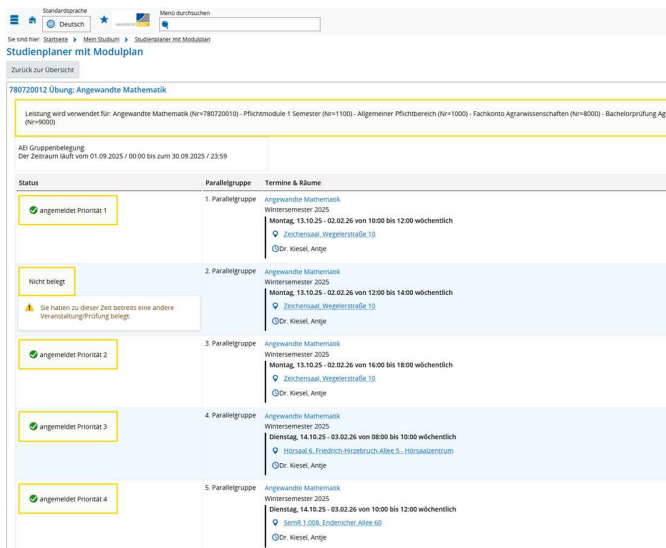 Standardsprache
Deutsch
Menü durchsuchen
Sie sind hier: Startseite Mein Studium Studienplaner mit Modulplan
Studienplaner mit Modulplan
Zurück zur Übersicht
780720012 Übung: Angewandte Mathematik
Leistung wird verwendet für: Angewandte Mathematik (Nr=780720010) - Pflichtmodule 1 Semester (Nr=1100) - Allgemeiner Pflichtbereich (Nr=1000) - Fachkonto Agrarwissenschaften (Nr=8000) - Bachelorprüfung Ag
(Nr=9000)
AEI Gruppenbelegung:
Der Zeitraum läuft vom 01.09.2025 / 00:00 bis zum 30.09.2025 / 23:59
Status Parallelgruppe Termine & Räume
angemeldet Priorität 1
1. Parallelgruppe
Angewandte Mathematik
Wintersemester 2025
Montag, 13.10.25 - 02.02.26 von 10:00 bis 12:00 wöchentlich
Zeichensaal, Wegelerstraße 10
Dr. Kiesel, Antje
Nicht belegt
Sie haben zu dieser Zeit betreits eine andere
Veranstaltung/Prüfung belegt.
2. Parallelgruppe
Angewandte Mathematik
Wintersemester 2025
Montag, 13.10.25 - 02.02.26 von 12:00 bis 14:00 wöchentlich
Zeichensaal, Wegelerstraße 10
Dr. Kiesel, Antje
angemeldet Priorität 2
3. Parallelgruppe
Angewandte Mathematik
Wintersemester 2025
Montag, 13.10.25 - 02.02.26 von 16:00 bis 18:00 wöchentlich
Zeichensaal, Wegelerstraße 10
Dr. Kiesel, Antje
angemeldet Priorität 3
4. Parallelgruppe
Angewandte Mathematik
Wintersemester 2025
Dienstag, 14.10.25 - 03.02.26 von 08:00 bis 10:00 wöchentlich
Hörsaal 6, Friedrich-Hirzebruch-Allee 5 - Hörsaalzentrum
Dr. Kiesel, Antje
angemeldet Priorität 4
5. Parallelgruppe
Angewandte Mathematik
Wintersemester 2025
Dienstag, 14.10.25 - 03.02.26 von 10:00 bis 12:00 wöchentlich
SemR 1.008, Endenicher Allee 60
Dr. Kiesel, Antje